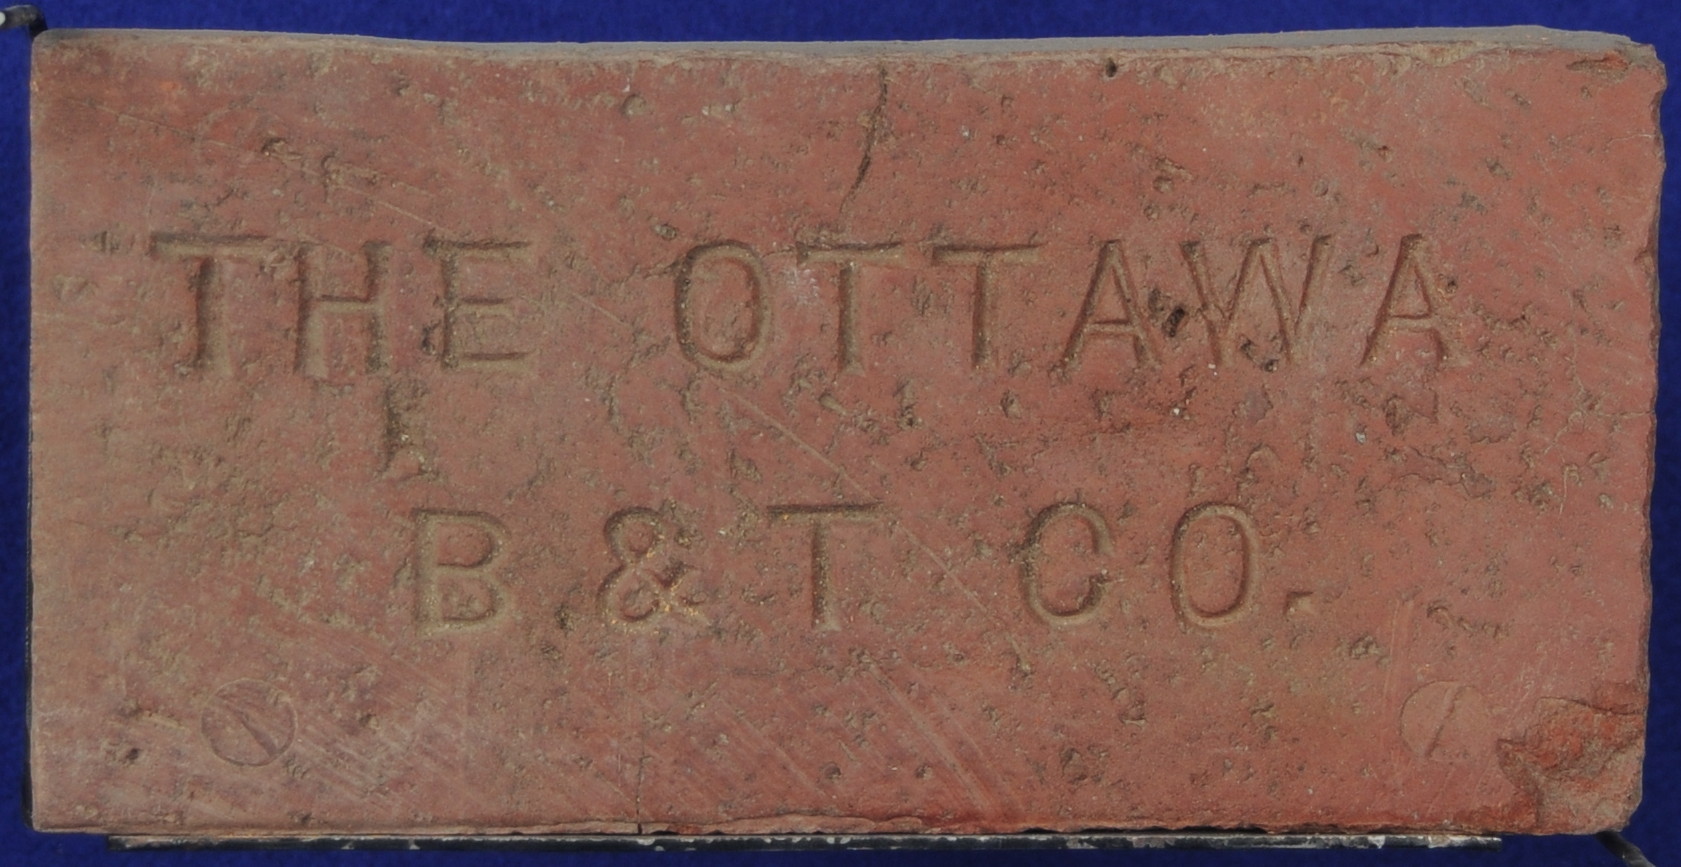 THE OTTAWA
B & T CO.